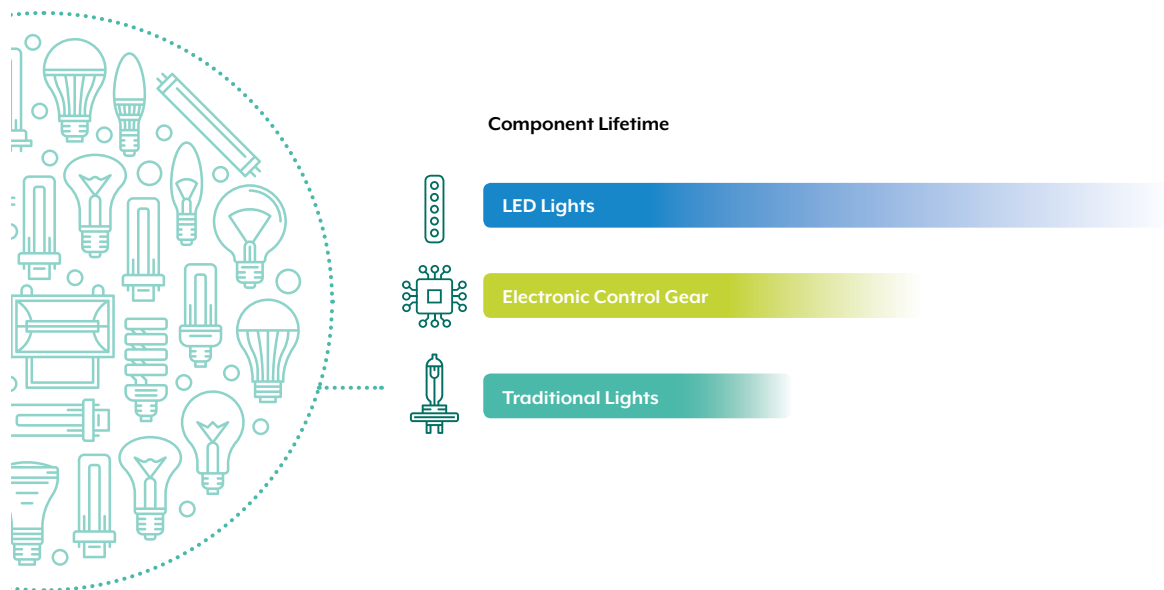 Component Lifetime
LED Lights
Electronic Control Gear
Traditional Lights